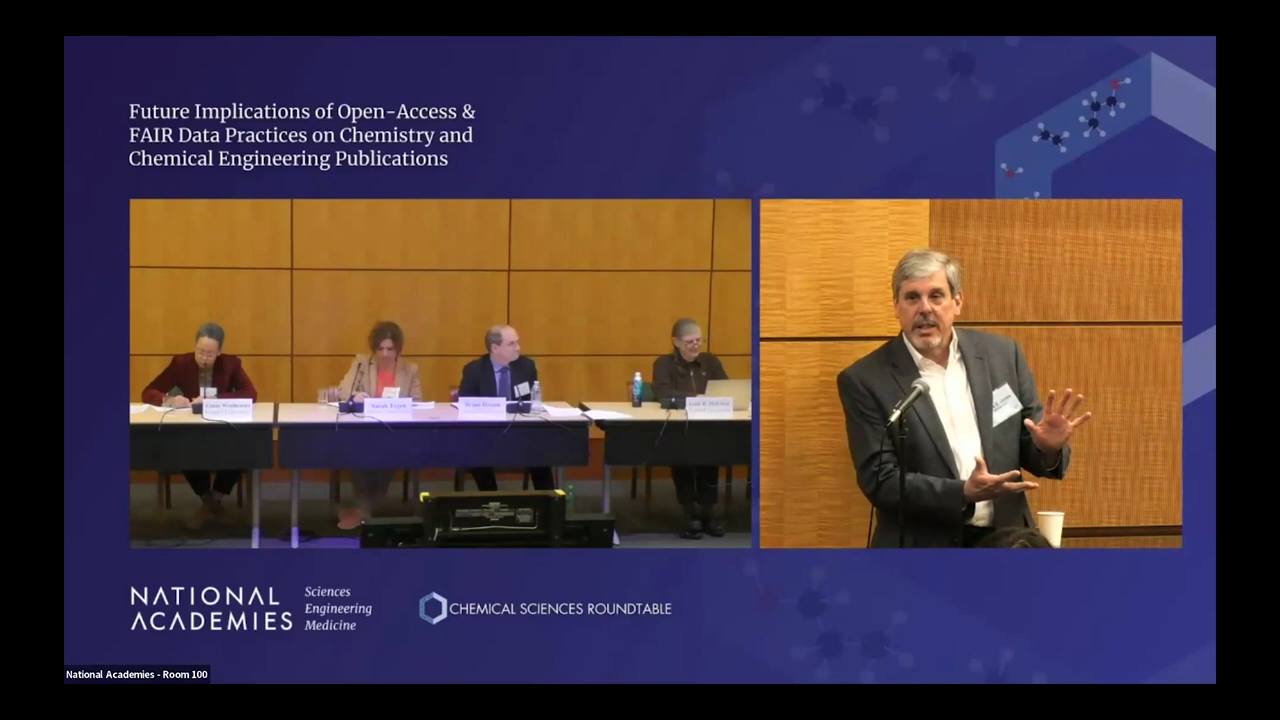 Future Implications of Open-Access &
FAIR Data Practices on Chemistry and
Chemical Engineering Publications
NATIONAL
ACADEMIES
Sciences
Engineering
Medicine
CHEMICAL SCIENCES ROUNDTABLE
National Academies - Room 100